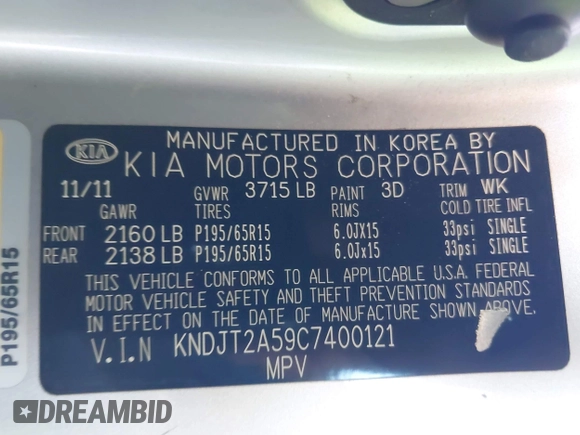 MANUFACTURED IN KOREA BY
KIA
KIA MOTORS CORPORATION
11/11 GVWR 3715 LB PAINT 3D TRIM WK
GAWR TIRES RIMS COLD TIRE INFL
FRONT 2160 LB P195/65R15 6.0JX15 33psi SINGLE
REAR 2138 LB P195/65R15 6.0Jx15 33psi SINGLE
THIS VEHICLE CONFORMS TO ALL APPLICABLE U.S.A. FEDERAL
MOTOR VEHICLE SAFETY AND THEFT PREVENTION STANDARDS
IN EFFECT ON THE DATE OF MANUFACTURE SHOWN ABOVE.
V.I.N KNDJT2A59C7400121
MPV
P195/65R15
DREAMBID